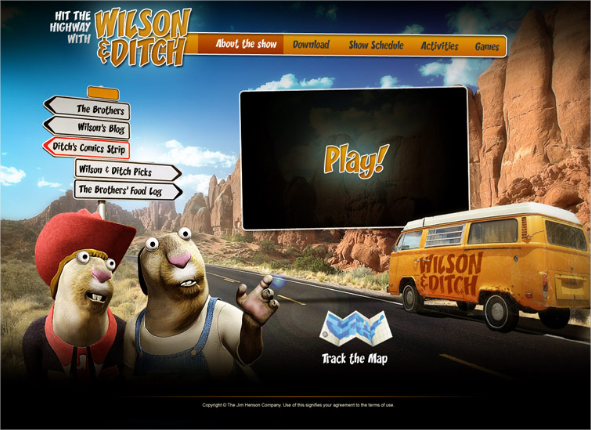 HIT THE
HIGHWAY
WITH
WILSON
& DITCH
About the show Download Show Schedule Activities Games
The Brothers
Wilson's Blog
Ditch's Comics Strip
Wilson & Ditch Picks
The Brothers' Food Log
Play!
WILSON
& DITCH
Track the Map
Copyright © The Jim Henson Company. Use of this signifies your agreement to the terms of use.